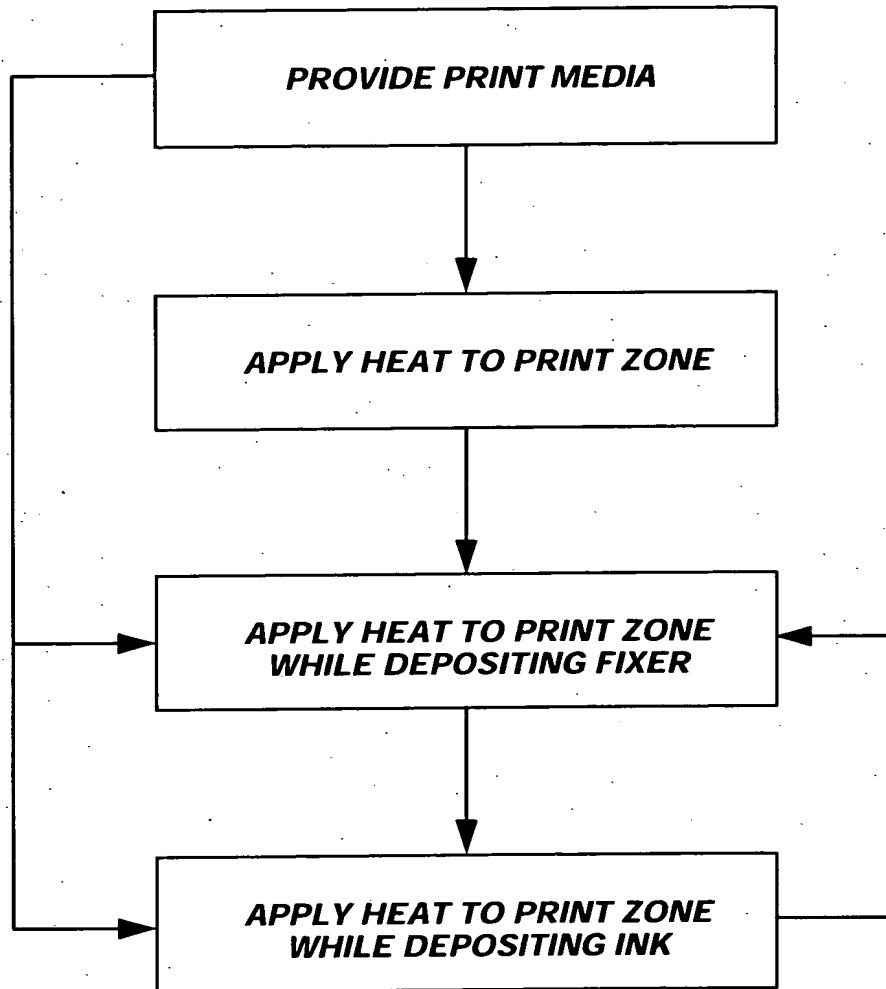 PROVIDE PRINT MEDIA
APPLY HEAT TO PRINT ZONE
APPLY HEAT TO PRINT ZONE
WHILE DEPOSITING FIXER
APPLY HEAT TO PRINT ZONE
WHILE DEPOSITING INK